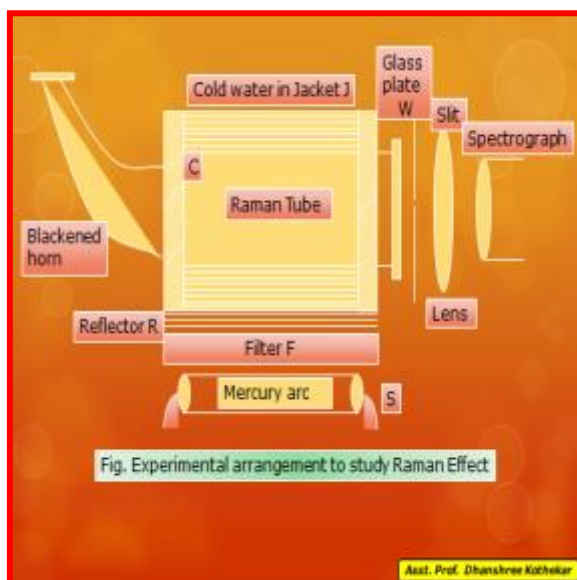 Cold water in Jacket J
Glass
plate
W
Slit
Spectrograph
C
Raman Tube
Blackened
horn
Lens
Reflector R
Filter F
Mercury arc
S
Fig. Experimental arrangement to study Raman Effect
Asst. Prof. Dhanshree Kothekar